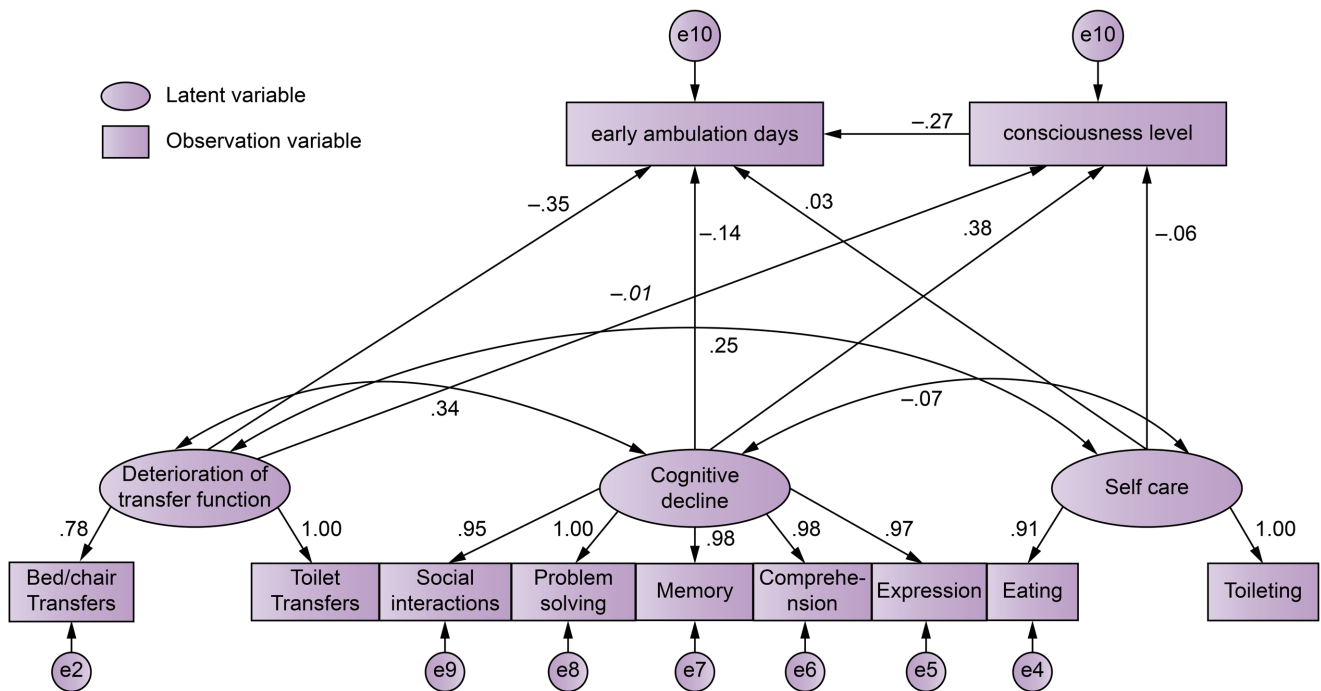 e10
e10
Latent variable
Observation variable
early ambulation days
–.27
consciousness level
–.35
–.14
.03
.38
–.06
–.01
.25
.34
–.07
Deterioration of
transfer function
Cognitive
decline
Self care
.78
1.00
.95
1.00
.98
.98
.97
.91
1.00
Bed/chair
Transfers
Toilet
Transfers
Social
interactions
Problem
solving
Memory
Comprehe-
nsion
Expression
Eating
Toileting
e2
e9
e8
e7
e6
e5
e4